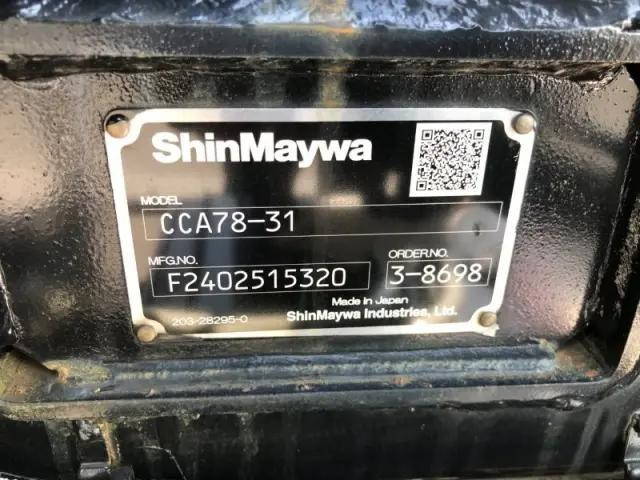 ShinMaywa
MODEL
CCA78-31
MFG.NO. ORDER.NO.
F2402515320 3-8698
Made in Japan
203-28295-0 ShinMaywa Industries, Ltd.